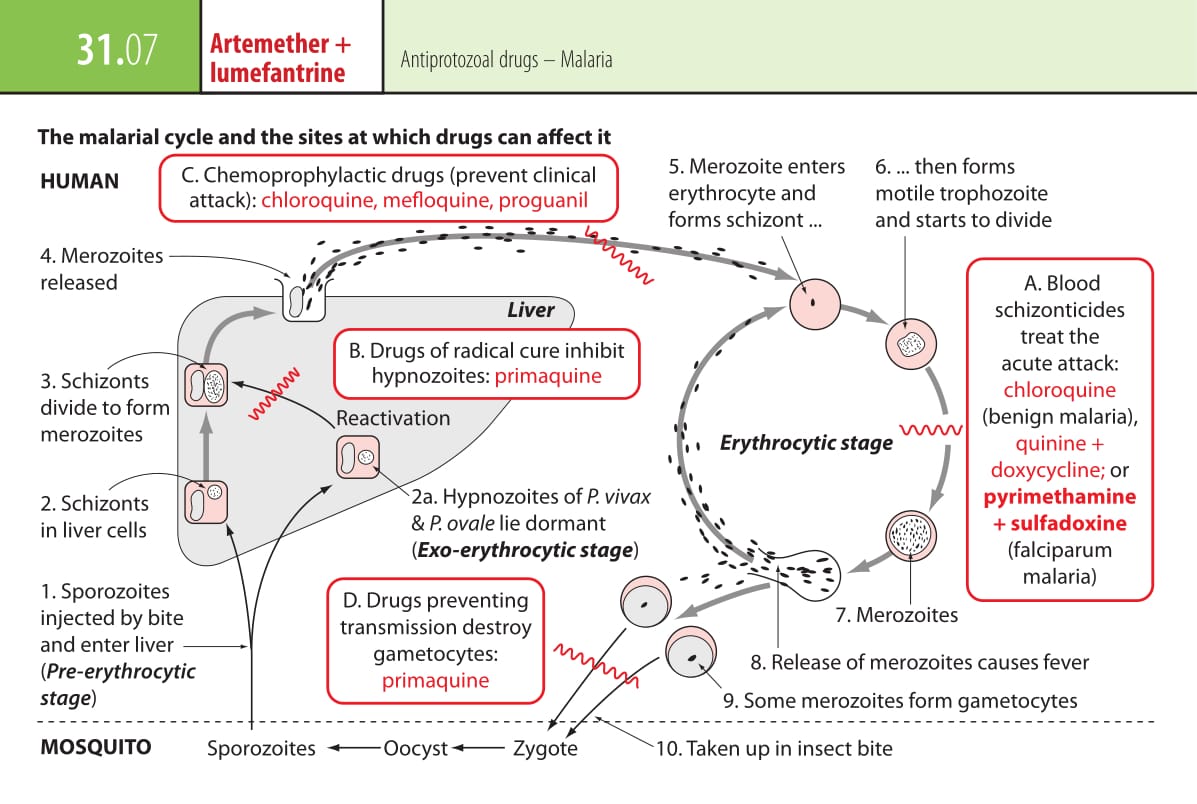 31.07
Artemether +
lumefantrine
Antiprotozoal drugs – Malaria
The malarial cycle and the sites at which drugs can affect it
HUMAN
C. Chemoprophylactic drugs (prevent clinical
attack): chloroquine, mefloquine, proguanil
5. Merozoite enters
erythrocyte and
forms schizont ...
6. ... then forms
motile trophozoite
and starts to divide
4. Merozoites
released
Liver
A. Blood
schizonticides
treat the
acute attack:
chloroquine
(benign malaria),
quinine +
doxycycline; or
pyrimethamine
+ sulfadoxine
(falciparum
malaria)
B. Drugs of radical cure inhibit
hypnozoites: primaquine
3. Schizonts
divide to form
merozoites
Reactivation
Erythrocytic stage
2. Schizonts
in liver cells
2a. Hypnozoites of P. vivax
& P. ovale lie dormant
(Exo-erythrocytic stage)
1. Sporozoites
injected by bite
and enter liver
(Pre-erythrocytic
stage)
D. Drugs preventing
transmission destroy
gametocytes:
primaquine
7. Merozoites
8. Release of merozoites causes fever
9. Some merozoites form gametocytes
MOSQUITO
Sporozoites
Oocyst
Zygote
10. Taken up in insect bite